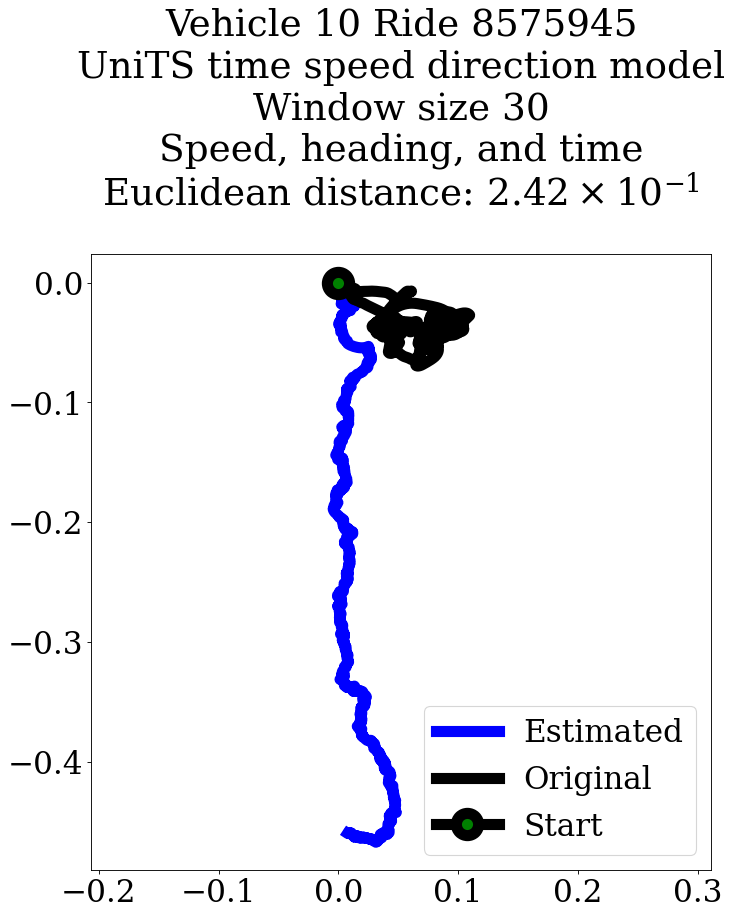 Vehicle 10 Ride 8575945
UniTS time speed direction model
Window size 30
Speed, heading, and time
Euclidean distance: 2.42 × 10⁻¹
0.0
−0.1
−0.2
−0.3
−0.4
Estimated
Original
Start
−0.2 −0.1 0.0 0.1 0.2 0.3